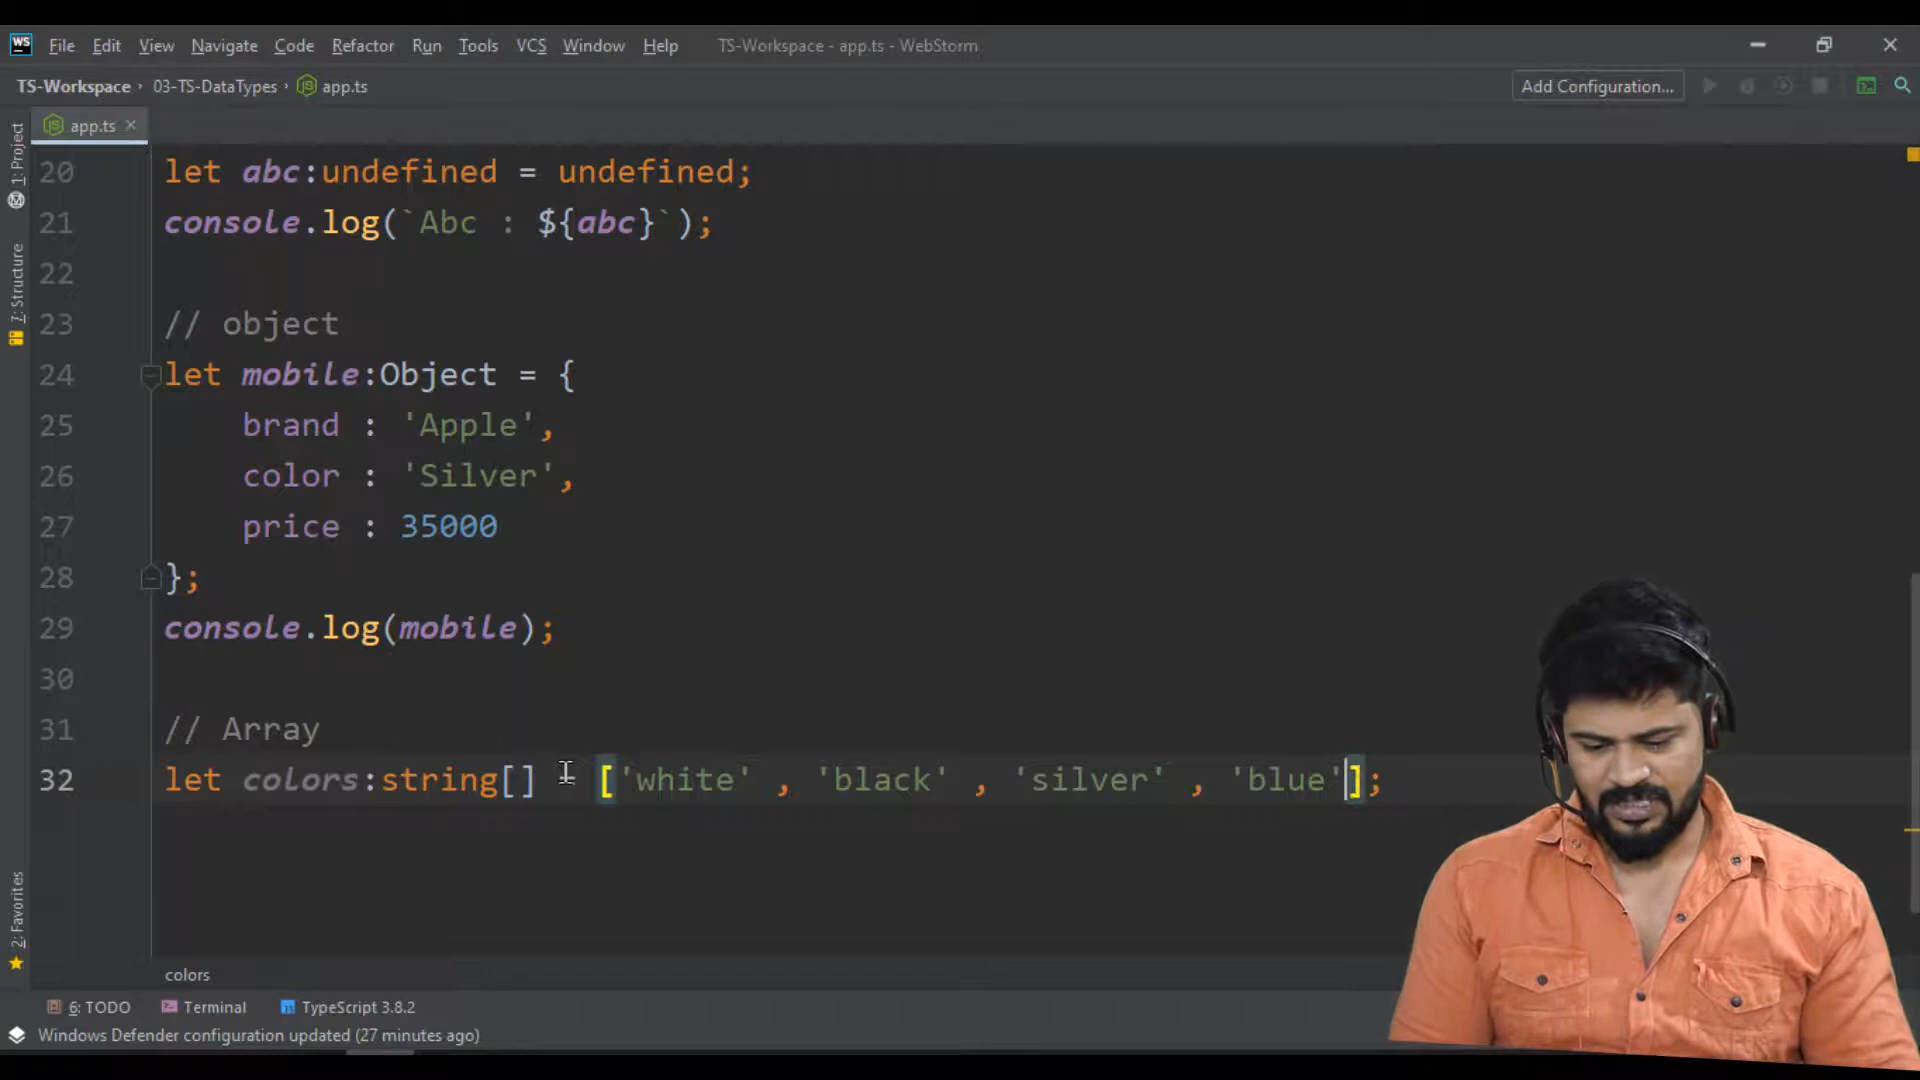 WS File Edit View Navigate Code Refactor Run Tools VCS Window Help TS-Workspace - app.ts - WebStorm
TS-Workspace 03-TS-DataTypes JS app.ts Add Configuration...
JS app.ts
1: Project
7: Structure
2: Favorites
20 let abc:undefined = undefined;
21 console.log(`Abc : ${abc}`);
22
23 // object
24 let mobile:Object = {
25 brand : 'Apple',
26 color : 'Silver',
27 price : 35000
28 };
29 console.log(mobile);
30
31 // Array
32 let colors:string[] = ['white' , 'black' , 'silver' , 'blue'];
colors
6: TODO Terminal TypeScript 3.8.2
Windows Defender configuration updated (27 minutes ago)